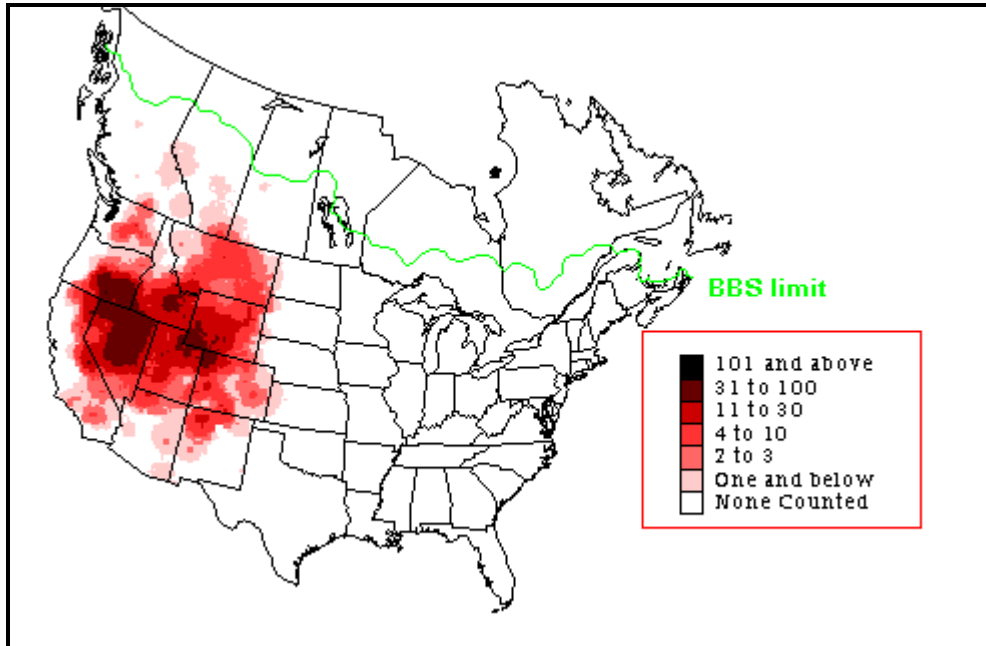 BBS limit
101 and above
31 to 100
11 to 30
4 to 10
2 to 3
One and below
None Counted